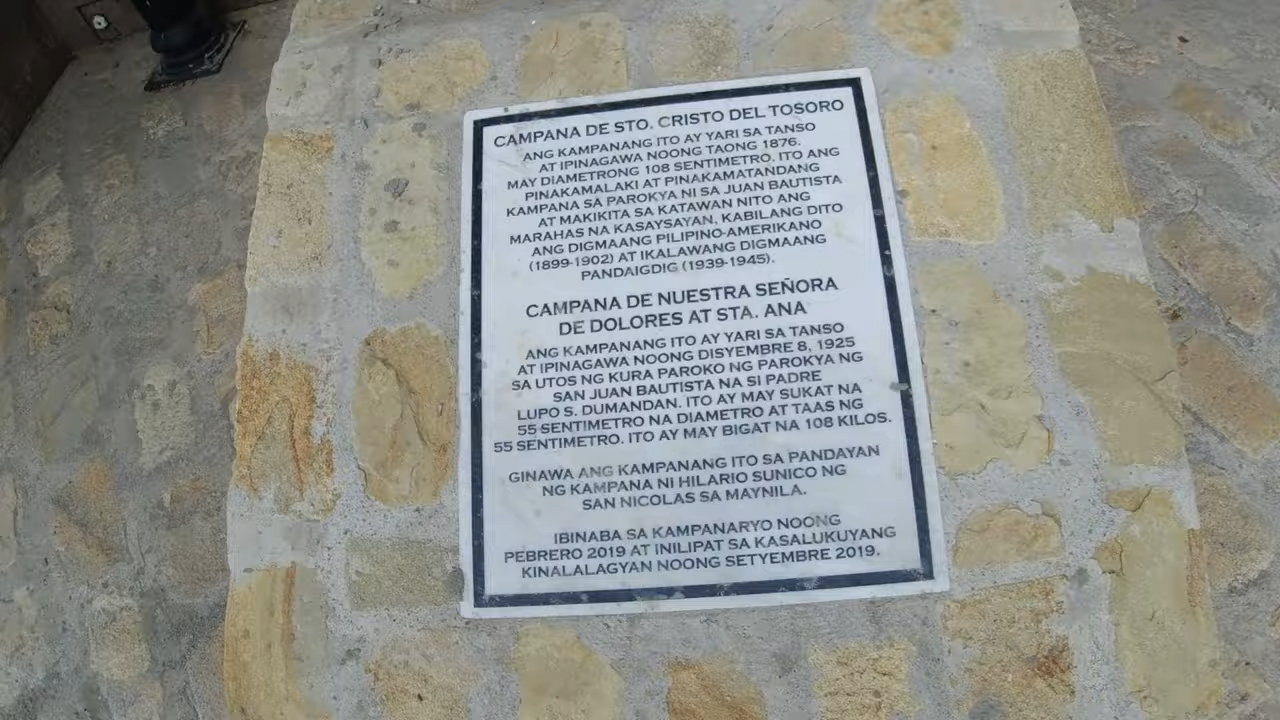 CAMPANA DE STO. CRISTO DEL TOSORO
ANG KAMPANANG ITO AY YARI SA TANSO
AT IPINAGAWA NOONG TAONG 1876.
MAY DIAMETRONG 108 SENTIMETRO. ITO ANG
PINAKAMALAKI AT PINAKAMATANDANG
KAMPANA SA PAROKYA NI SA JUAN BAUTISTA
AT MAKIKITA SA KATAWAN NITO ANG
MARAHAS NA KASAYSAYAN, KABILANG DITO
ANG DIGMAANG PILIPINO-AMERIKANO
(1899-1902) AT IKALAWANG DIGMAANG
PANDAIGDIG (1939-1945).
CAMPANA DE NUESTRA SEÑORA
DE DOLORES AT STA. ANA
ANG KAMPANANG ITO AY YARI SA TANSO
AT IPINAGAWA NOONG DISYEMBRE 8, 1925
SA UTOS NG KURA PAROKO NG PAROKYA NG
SAN JUAN BAUTISTA NA SI PADRE
LUPO S. DUMANDAN. ITO AY MAY SUKAT NA
55 SENTIMETRO NA DIAMETRO AT TAAS NG
55 SENTIMETRO. ITO AY MAY BIGAT NA 108 KILOS.
GINAWA ANG KAMPANANG ITO SA PANDAYAN
NG KAMPANA NI HILARIO SUNICO NG
SAN NICOLAS SA MAYNILA.
IBINABA SA KAMPANARYO NOONG
PEBRERO 2019 AT INILIPAT SA KASALUKUYANG
KINALALAGYAN NOONG SETYEMBRE 2019.